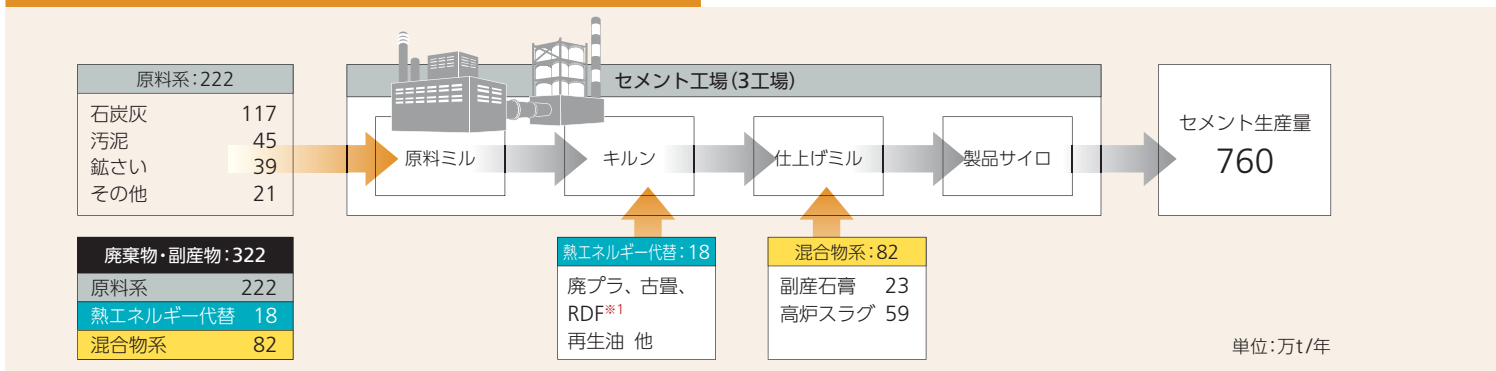 原料系:222
石炭灰 117
汚泥 45
鉱さい 39
その他 21
廃棄物・副産物:322
原料系 222
熱エネルギー代替 18
混合物系 82
セメント工場(3工場)
原料ミル
キルン
仕上げミル
製品サイロ
熱エネルギー代替:18
廃プラ、古畳、
RDF※1
再生油 他
混合物系:82
副産石膏 23
高炉スラグ 59
セメント生産量
760
単位:万t/年